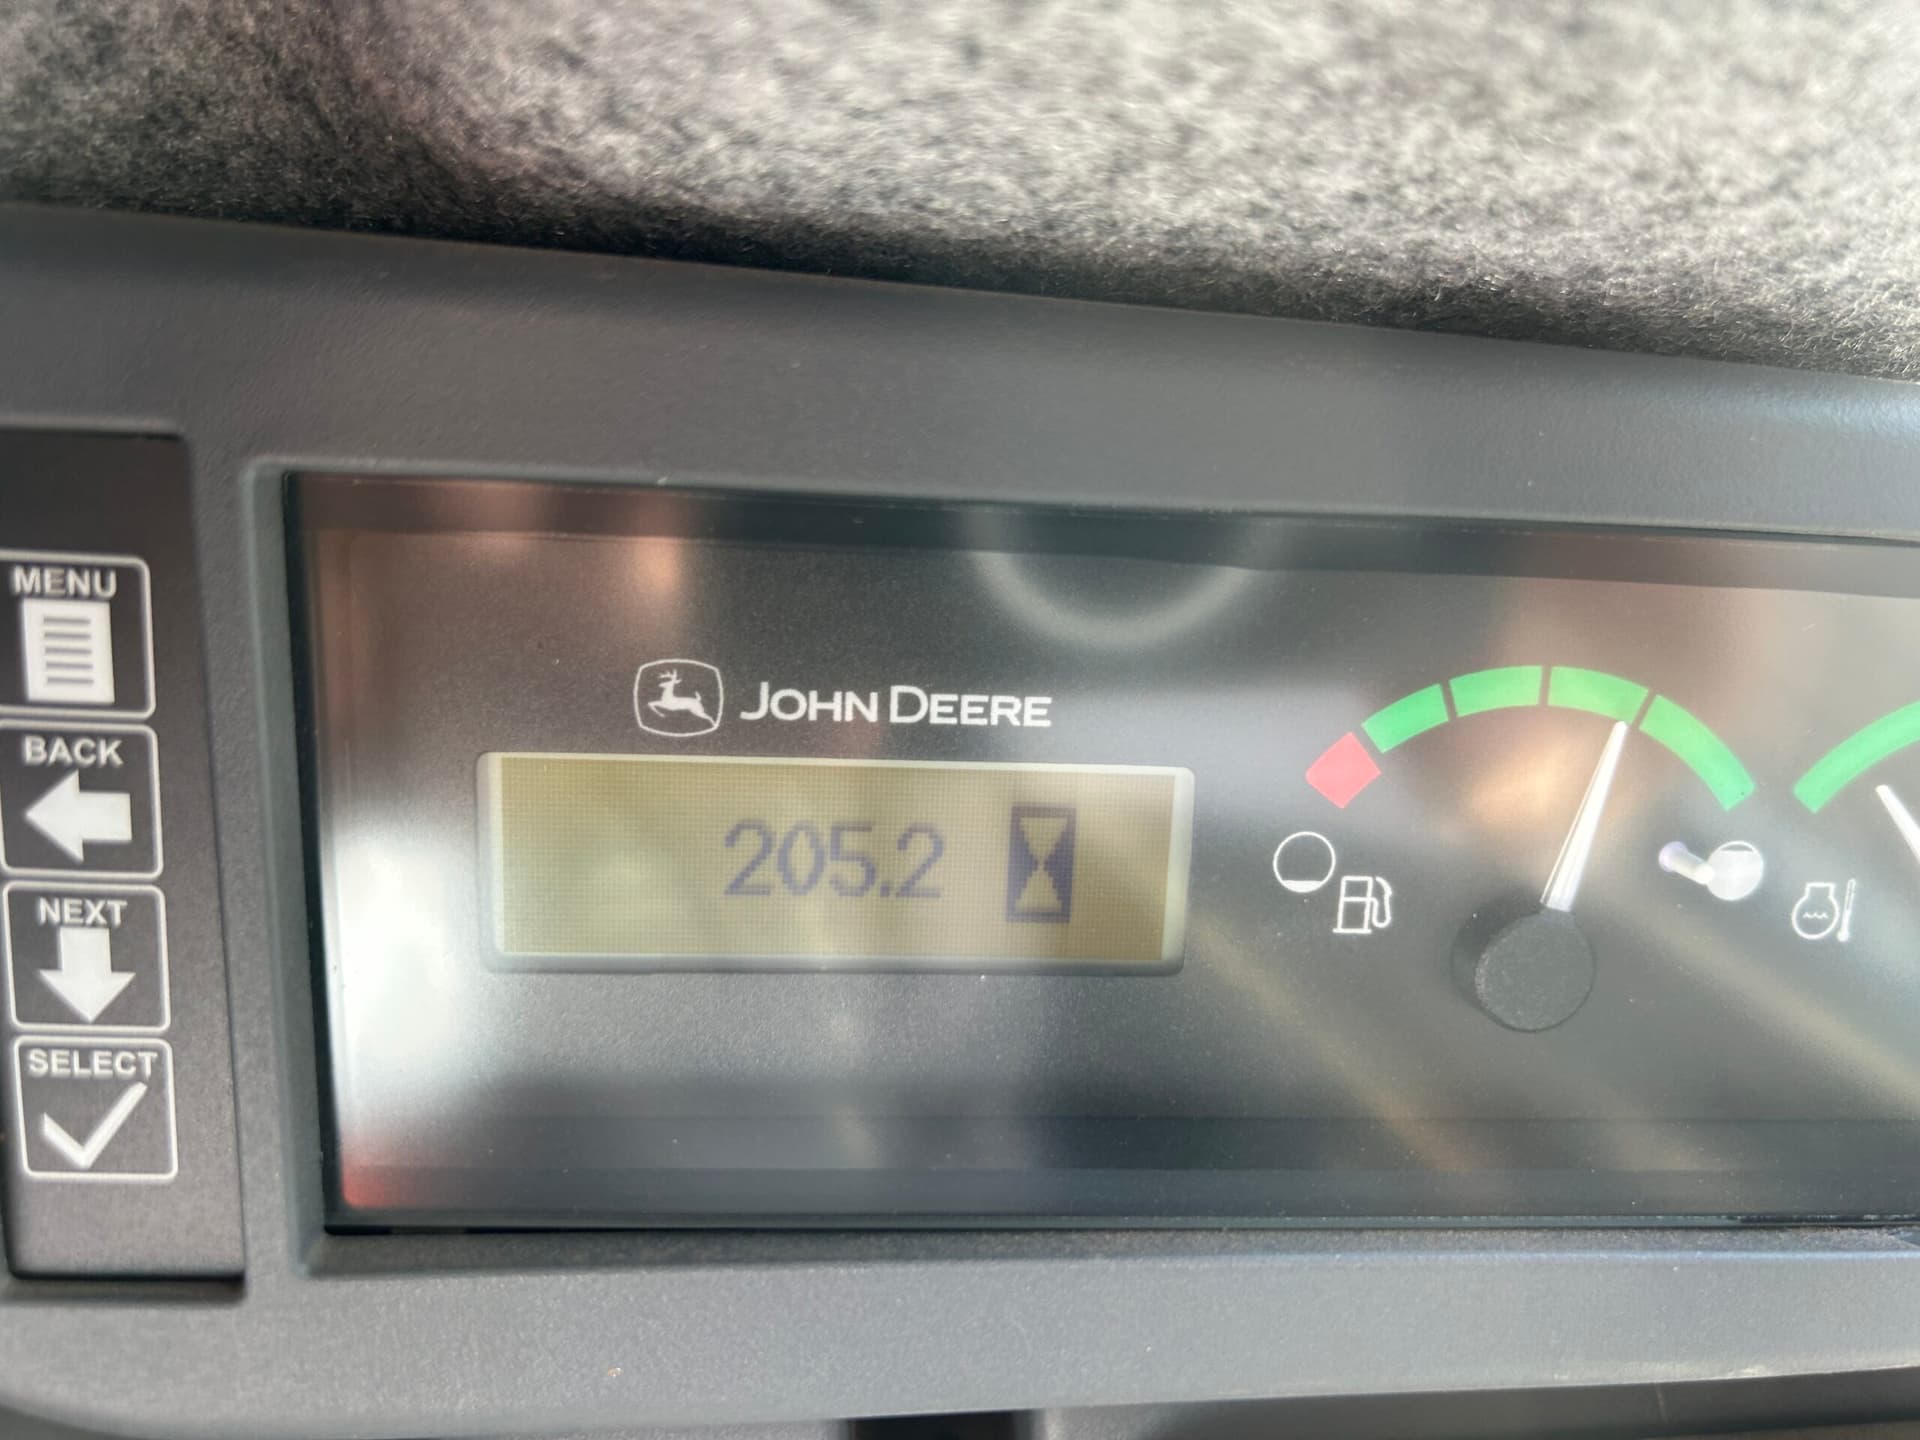 MENU
BACK
NEXT
SELECT
JOHN DEERE
205.2